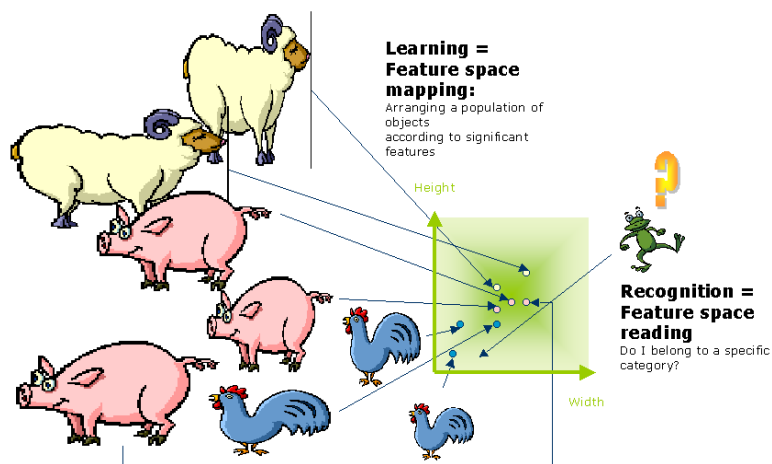 Learning =
Feature space
mapping:
Arranging a population of
objects
according to significant
features
Height
?
Recognition =
Feature space
reading
Do I belong to a specific
category?
Width